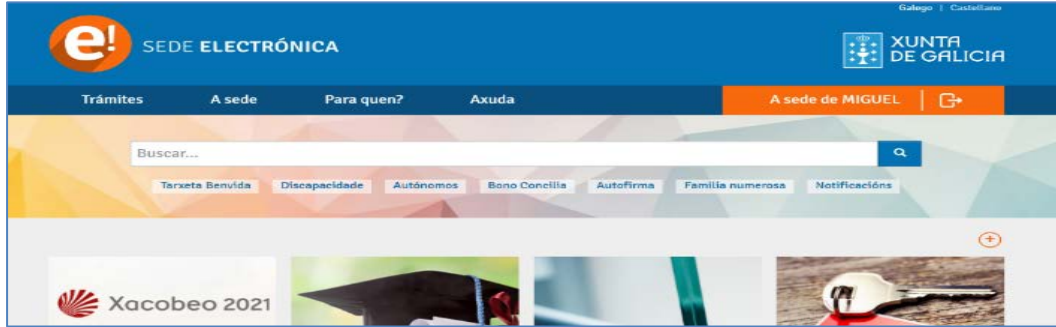 Galego | Castellano
e!
SEDE ELECTRÓNICA
XUNTA
DE GALICIA
Trámites A sede Para quen? Axuda A sede de MIGUEL
Buscar...
Tarxeta Benvida Discapacidade Autónomos Bono Concilia Autofirma Familia numerosa Notificacións
Xacobeo 2021